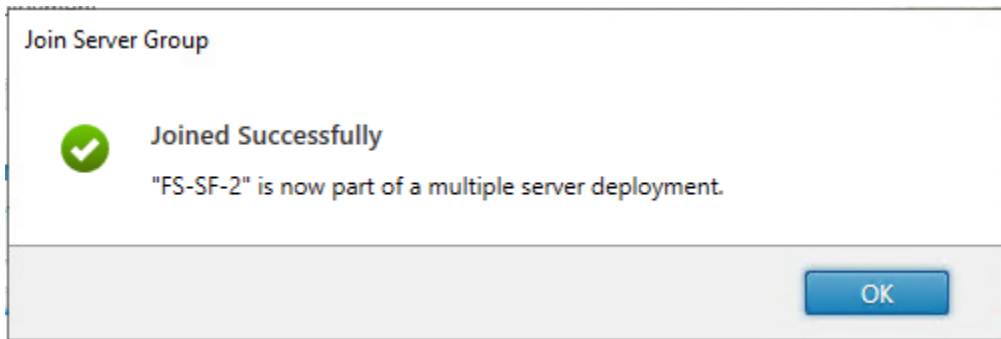 Join Server Group
Joined Successfully
"FS-SF-2" is now part of a multiple server deployment.
OK